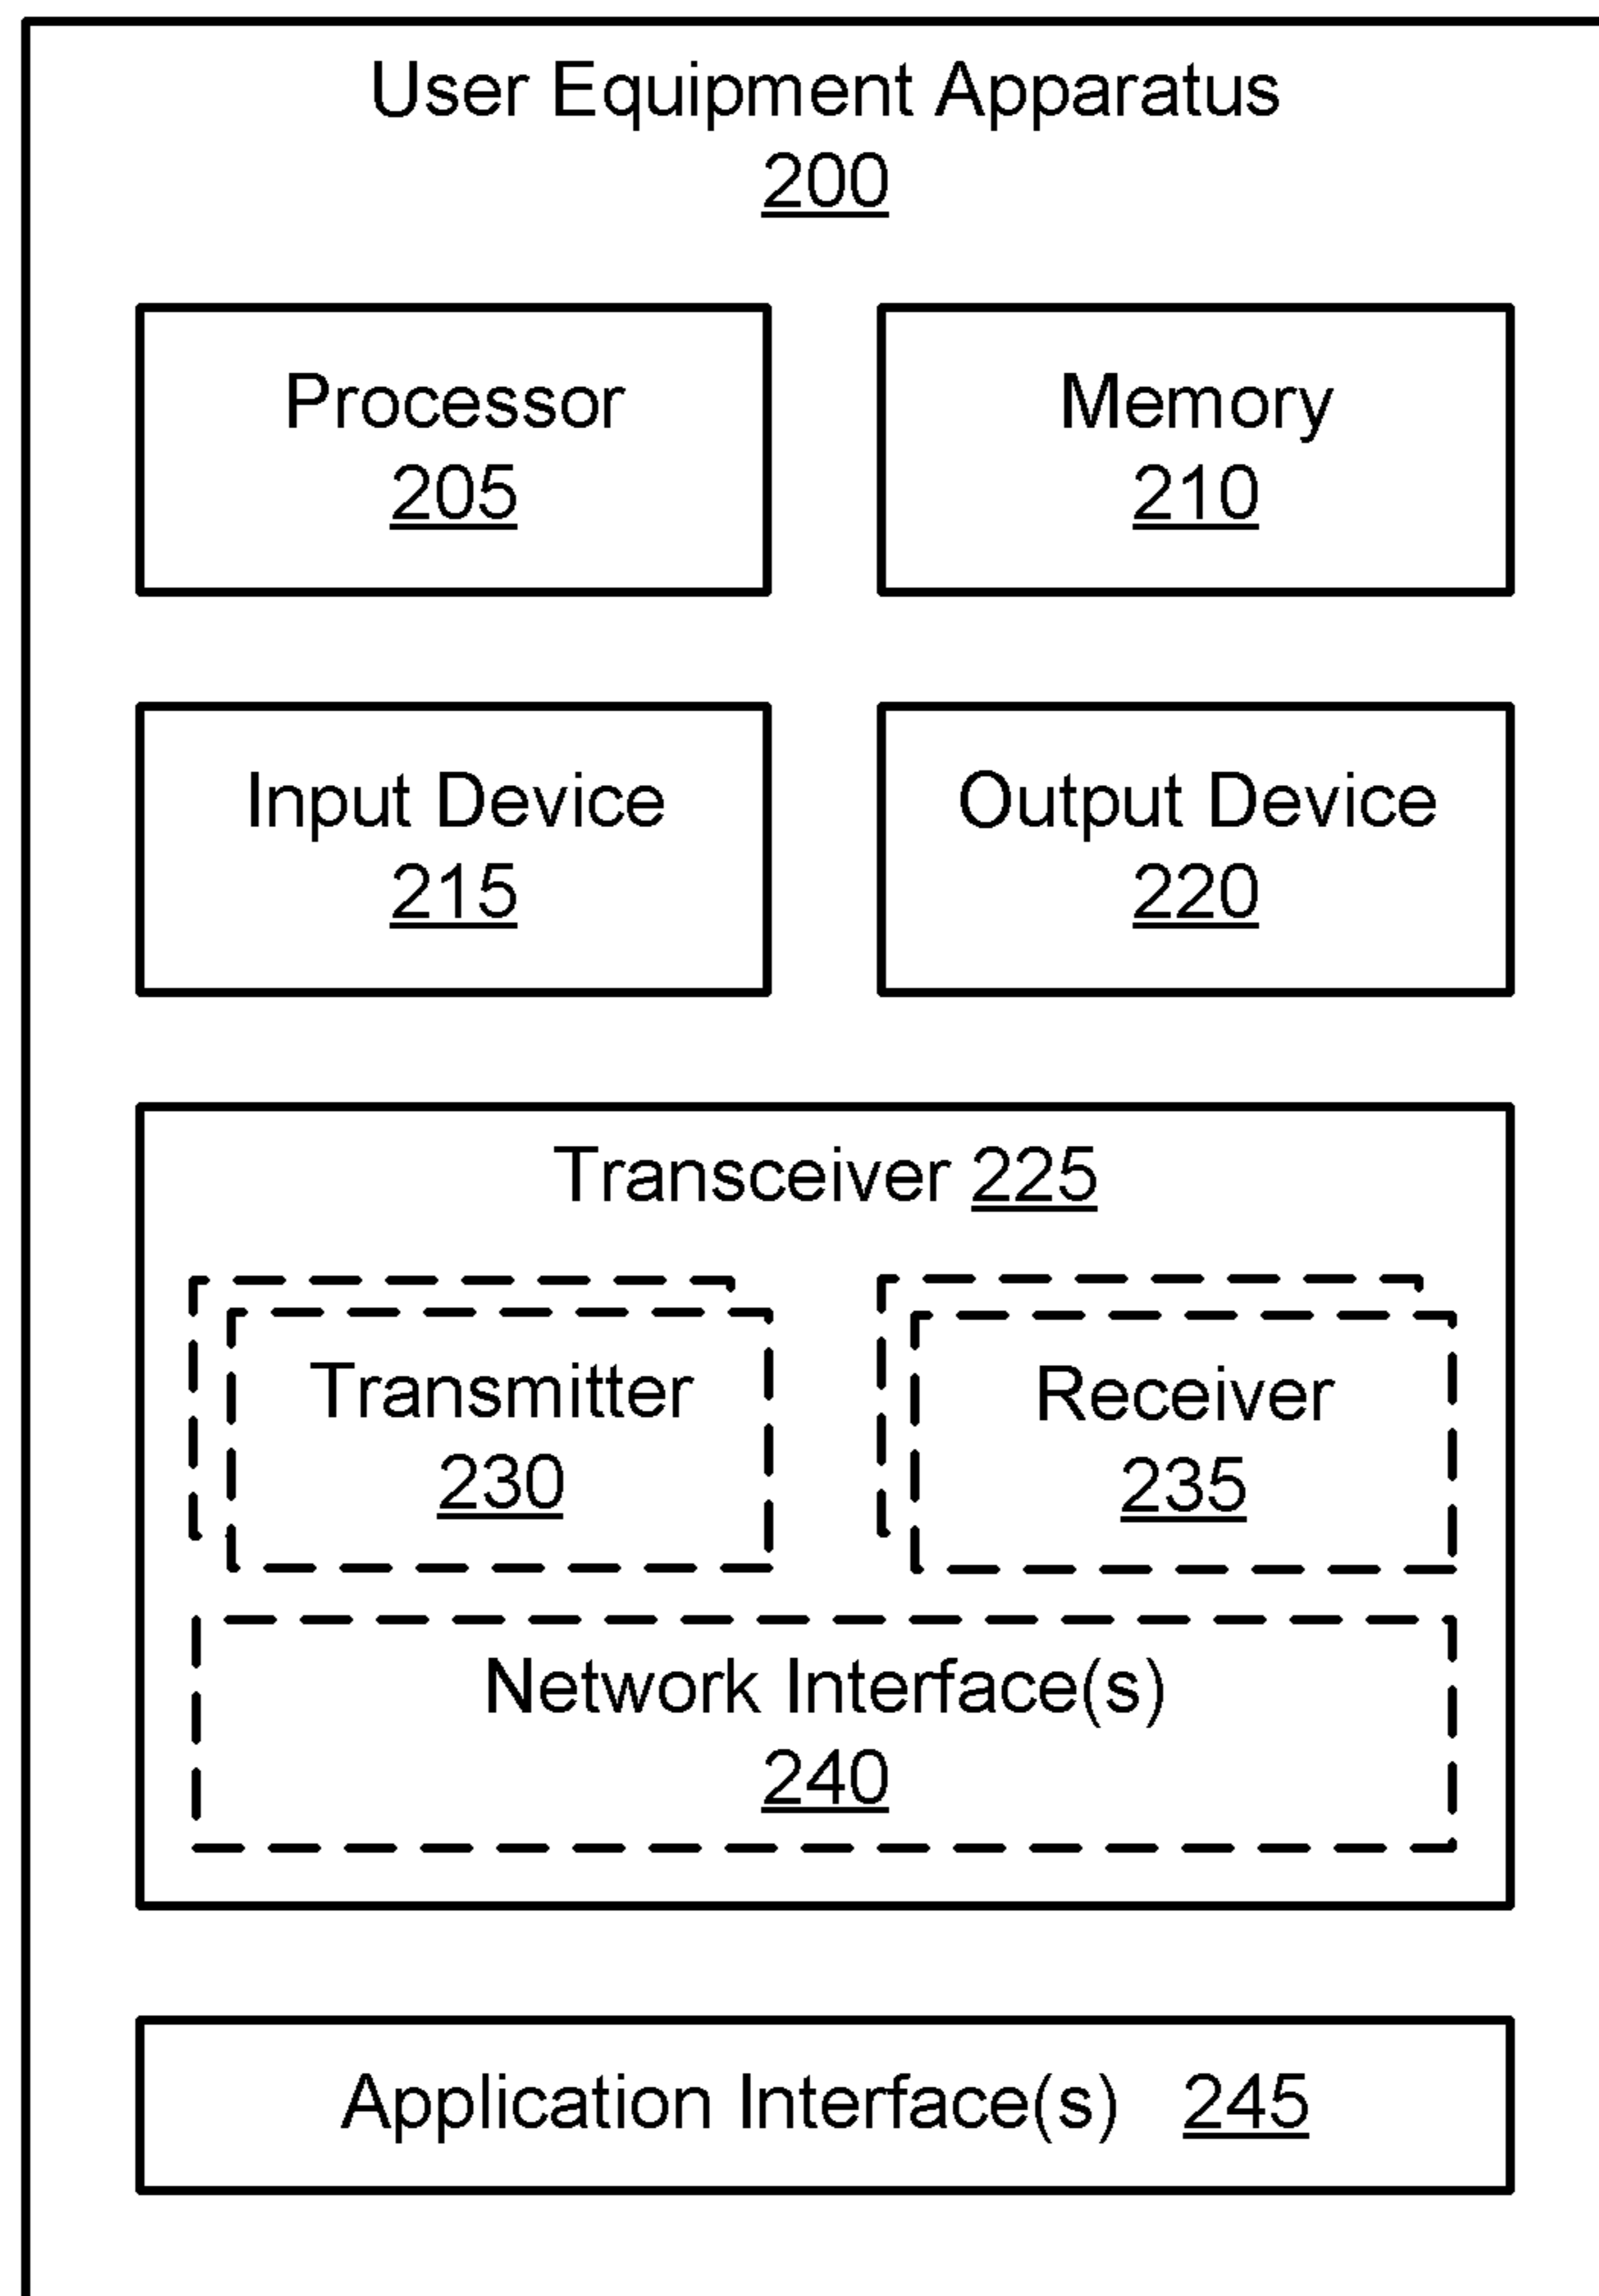 User Equipment Apparatus
200
Processor
205
Memory
210
Input Device
215
Output Device
220
Transceiver 225
Transmitter
230
Receiver
235
Network Interface(s)
240
Application Interface(s) 245